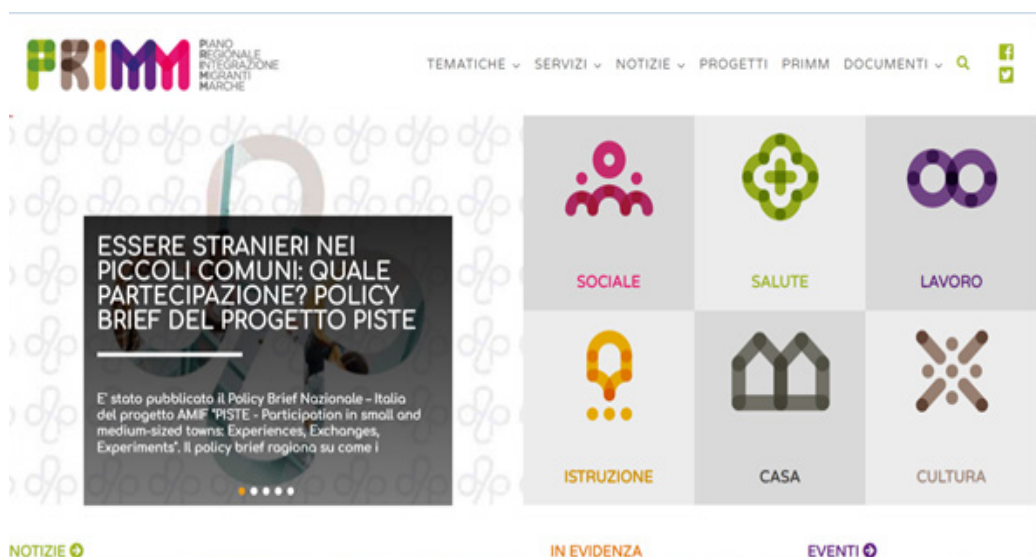 PRIMM
PIANO
REGIONALE
INTEGRAZIONE
MIGRANTI
MARCHE
TEMATICHE SERVIZI NOTIZIE PROGETTI PRIMM DOCUMENTI
ESSERE STRANIERI NEI
PICCOLI COMUNI: QUALE
PARTECIPAZIONE? POLICY
BRIEF DEL PROGETTO PISTE
E' stato pubblicato il Policy Brief Nazionale – Italia
del progetto AMIF "PISTE - Participation in small and
medium-sized towns: Experiences, Exchanges,
Experiments". Il policy brief ragiona su come i
SOCIALE
SALUTE
LAVORO
ISTRUZIONE
CASA
CULTURA
NOTIZIE
IN EVIDENZA
EVENTI